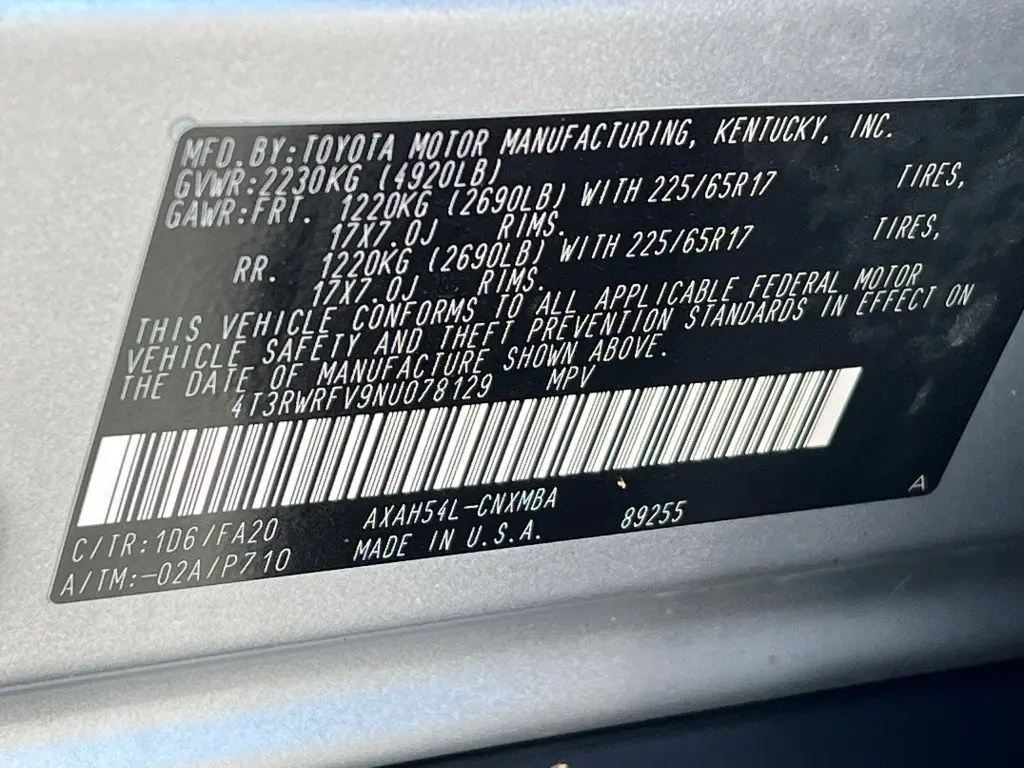 MFD.BY:TOYOTA MOTOR MANUFACTURING, KENTUCKY, INC.
GVWR:2230KG (4920LB)
GAWR:FRT. 1220KG (2690LB) WITH 225/65R17 TIRES,
17X7.0J RIMS.
RR. 1220KG (2690LB) WITH 225/65R17 TIRES,
17X7.0J RIMS.
THIS VEHICLE CONFORMS TO ALL APPLICABLE FEDERAL MOTOR
VEHICLE SAFETY AND THEFT PREVENTION STANDARDS IN EFFECT ON
THE DATE OF MANUFACTURE SHOWN ABOVE.
4T3RWRFV9NU078129 MPV
C/TR:1D6/FA20 AXAH54L-CNXMBA A
A/TM:-02A/P710 MADE IN U.S.A. 89255